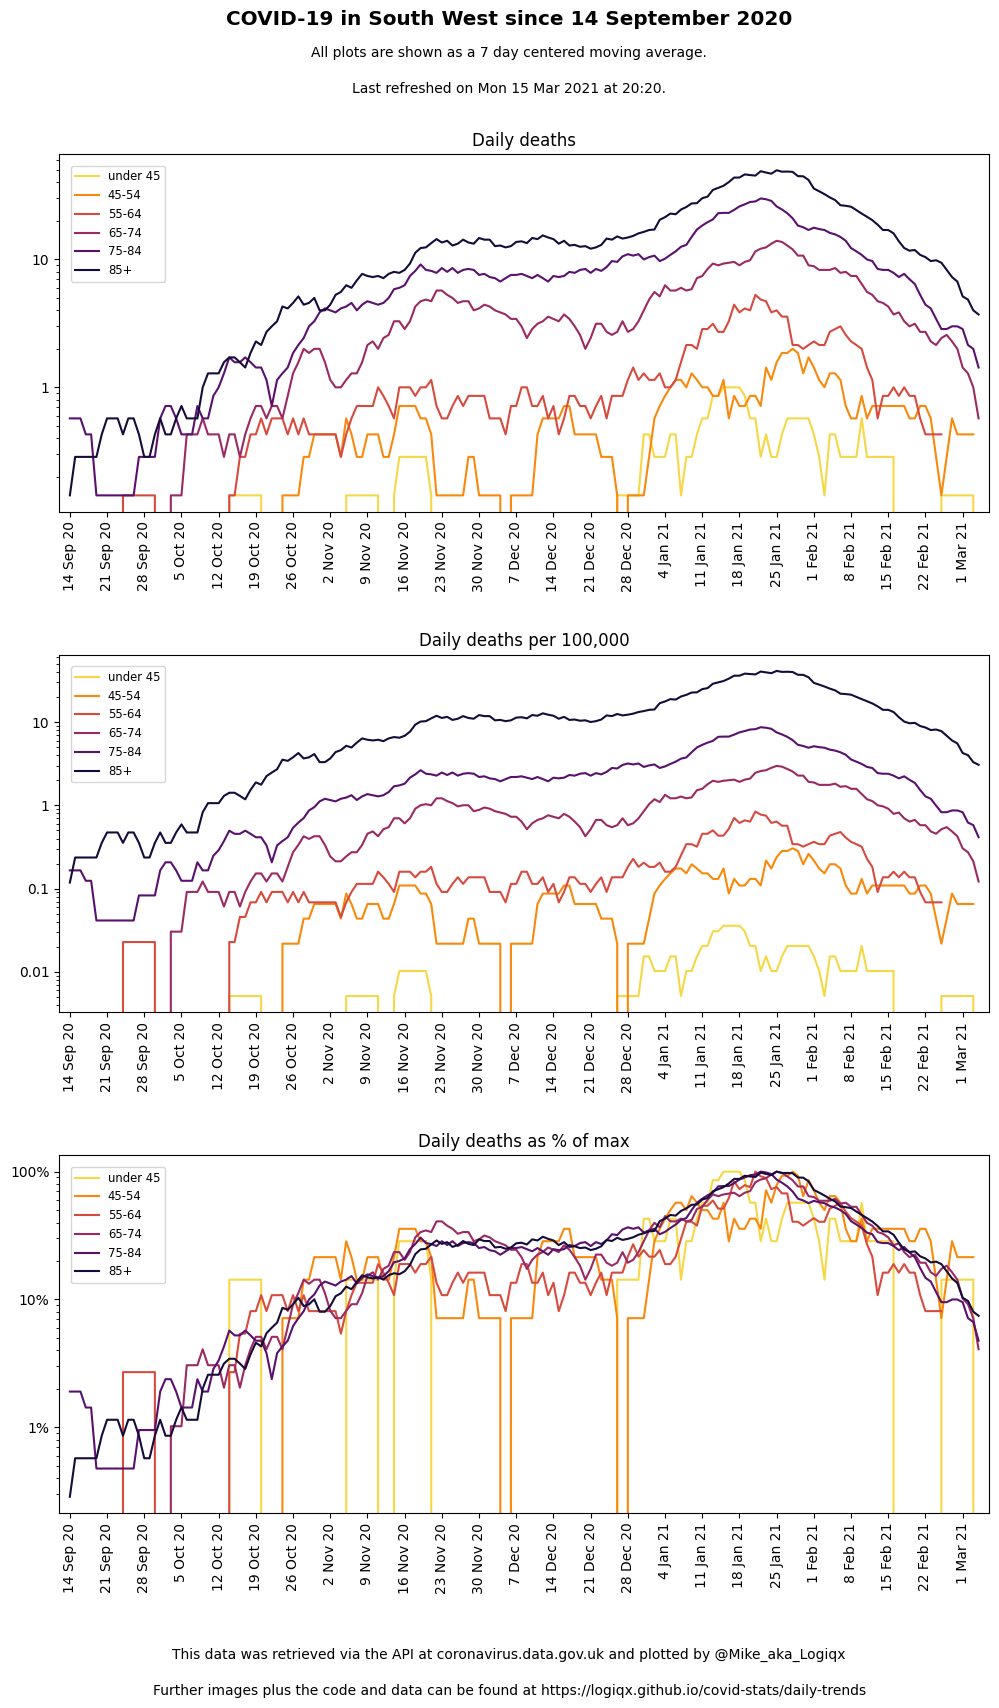 COVID-19 in South West since 14 September 2020
All plots are shown as a 7 day centered moving average.
Last refreshed on Mon 15 Mar 2021 at 20:20.
Daily deaths
under 45
45-54
55-64
65-74
75-84
85+
10
1
14 Sep 20
21 Sep 20
28 Sep 20
5 Oct 20
12 Oct 20
19 Oct 20
26 Oct 20
2 Nov 20
9 Nov 20
16 Nov 20
23 Nov 20
30 Nov 20
7 Dec 20
14 Dec 20
21 Dec 20
28 Dec 20
4 Jan 21
11 Jan 21
18 Jan 21
25 Jan 21
1 Feb 21
8 Feb 21
15 Feb 21
22 Feb 21
1 Mar 21
Daily deaths per 100,000
under 45
45-54
55-64
65-74
75-84
85+
10
1
0.1
0.01
14 Sep 20
21 Sep 20
28 Sep 20
5 Oct 20
12 Oct 20
19 Oct 20
26 Oct 20
2 Nov 20
9 Nov 20
16 Nov 20
23 Nov 20
30 Nov 20
7 Dec 20
14 Dec 20
21 Dec 20
28 Dec 20
4 Jan 21
11 Jan 21
18 Jan 21
25 Jan 21
1 Feb 21
8 Feb 21
15 Feb 21
22 Feb 21
1 Mar 21
Daily deaths as % of max
under 45
45-54
55-64
65-74
75-84
85+
100%
10%
1%
14 Sep 20
21 Sep 20
28 Sep 20
5 Oct 20
12 Oct 20
19 Oct 20
26 Oct 20
2 Nov 20
9 Nov 20
16 Nov 20
23 Nov 20
30 Nov 20
7 Dec 20
14 Dec 20
21 Dec 20
28 Dec 20
4 Jan 21
11 Jan 21
18 Jan 21
25 Jan 21
1 Feb 21
8 Feb 21
15 Feb 21
22 Feb 21
1 Mar 21
This data was retrieved via the API at coronavirus.data.gov.uk and plotted by @Mike_aka_Logiqx
Further images plus the code and data can be found at https://logiqx.github.io/covid-stats/daily-trends